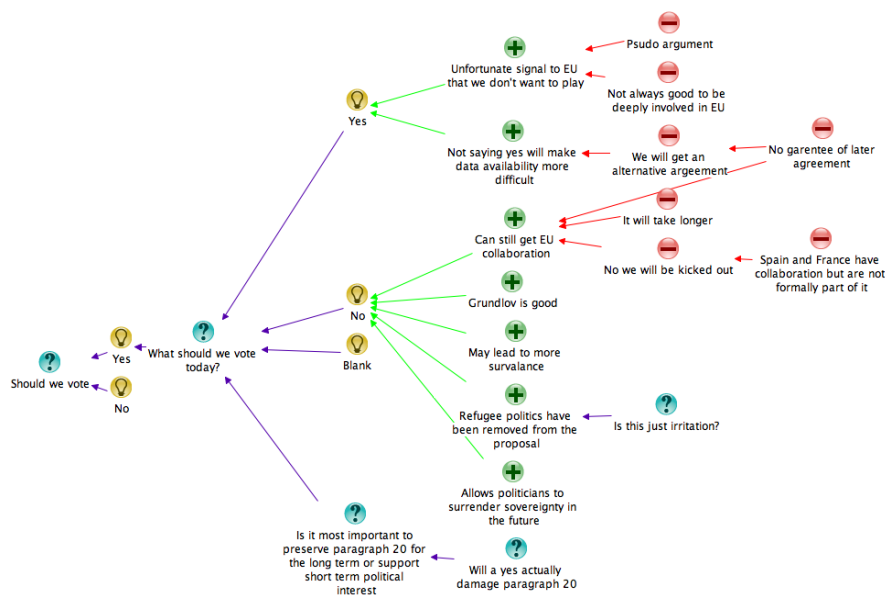 Psudo argument
Unfortunate signal to EU
that we don't want to play
Not always good to be
deeply involved in EU
Yes
Not saying yes will make
data availability more
difficult
We will get an
alternative argeement
No garentee of later
agreement
It will take longer
Can still get EU
collaboration
No we will be kicked out
Spain and France have
collaboration but are not
formally part of it
Grundlov is good
No
May lead to more
survalance
Blank
What should we vote
today?
Yes
Should we vote
No
Refugee politics have
been removed from the
proposal
Is this just irritation?
Allows politicians to
surrender sovereignty in
the future
Is it most important to
preserve paragraph 20 for
the long term or support
short term political
interest
Will a yes actually
damage paragraph 20